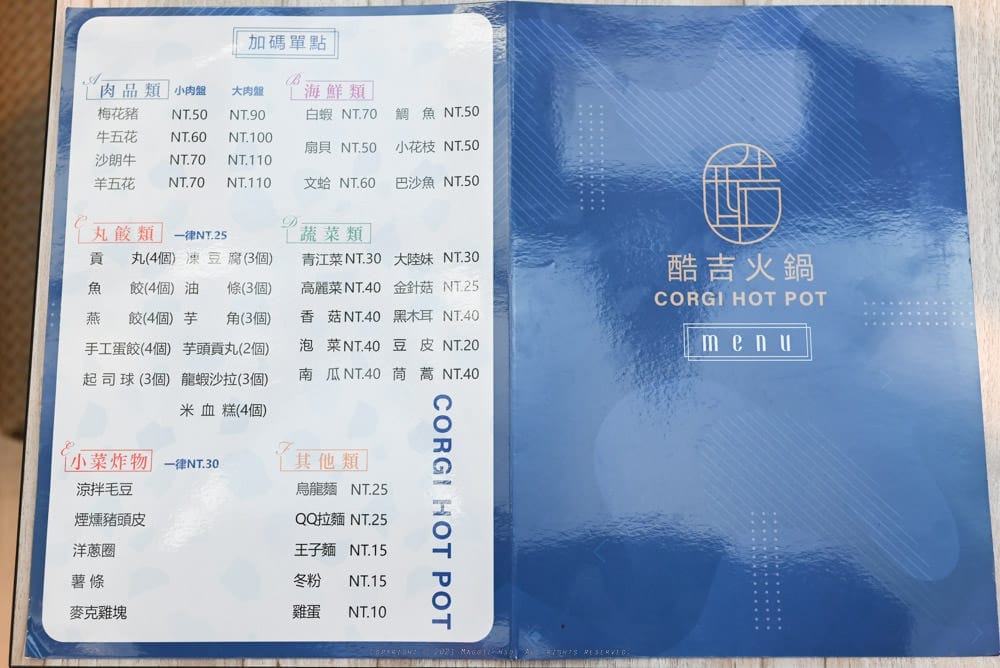 加碼單點
A 肉品類 小肉盤 大肉盤
梅花豬 NT.50 NT.90
牛五花 NT.60 NT.100
沙朗牛 NT.70 NT.110
羊五花 NT.70 NT.110
B 海鮮類
白蝦 NT.70 鯛魚 NT.50
扇貝 NT.50 小花枝 NT.50
文蛤 NT.60 巴沙魚 NT.50
C 丸餃類 一律NT.25
貢丸(4個) 凍豆腐(3個)
魚餃(4個) 油條(3個)
燕餃(4個) 芋角(3個)
手工蛋餃(4個) 芋頭貢丸(2個)
起司球(3個) 龍蝦沙拉(3個)
米血糕(4個)
D 蔬菜類
青江菜 NT.30 大陸妹 NT.30
高麗菜 NT.40 金針菇 NT.25
香菇 NT.40 黑木耳 NT.40
泡菜 NT.40 豆皮 NT.20
南瓜 NT.40 茼蒿 NT.40
E 小菜炸物 一律NT.30
涼拌毛豆
煙燻豬頭皮
洋蔥圈
薯條
麥克雞塊
F 其他類
烏龍麵 NT.25
QQ拉麵 NT.25
王子麵 NT.15
冬粉 NT.15
雞蛋 NT.10
CORGI HOT POT
酷吉
酷吉火鍋
CORGI HOT POT
menu